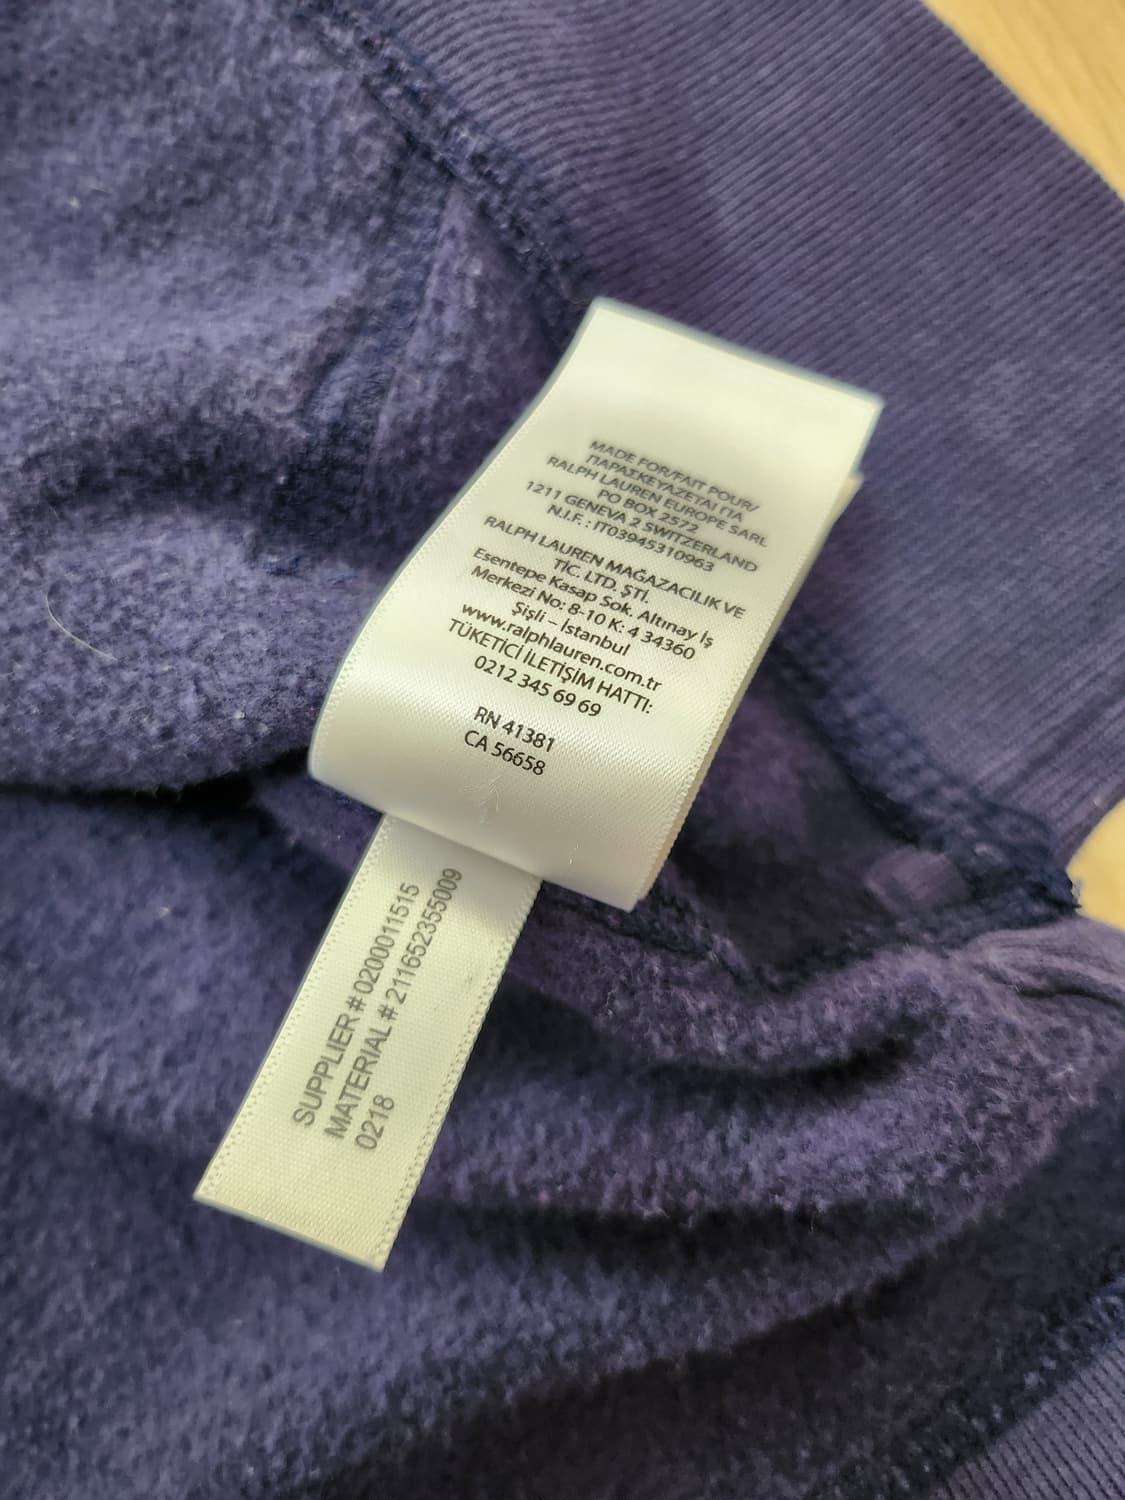 MADE FOR/FAIT POUR/
ΠΑΡΑΣΚΕΥΑΖΕΤΑΙ ΓΙΑ
RALPH LAUREN EUROPE SARL
PO BOX 2572
1211 GENEVA 2 SWITZERLAND
N.I.F. : IT03945310963
RALPH LAUREN MAĞAZACILIK VE
TİC. LTD. ŞTİ.
Esentepe Kasap Sok. Altınay İş
Merkezi No: 8-10 K: 4 34360
Şişli – İstanbul
www.ralphlauren.com.tr
TÜKETİCİ İLETİŞİM HATTI:
0212 345 69 69
RN 41381
CA 56658
SUPPLIER # 0200011515
MATERIAL # 211652355009
0218